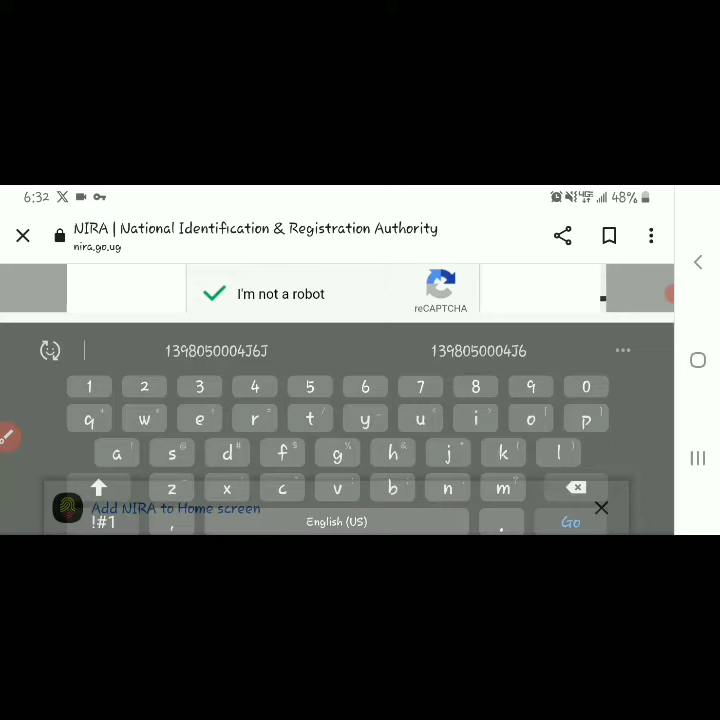 6:32 48%
NIRA | National Identification & Registration Authority
nira.go.ug
I'm not a robot
reCAPTCHA
1398050004J6J 1398050004J6
1 2 3 4 5 6 7 8 9 0
q w e r t y u i o p
a s d f g h j k l
z x c v b n m
Add NIRA to Home screen
!#1 , English (US) . Go